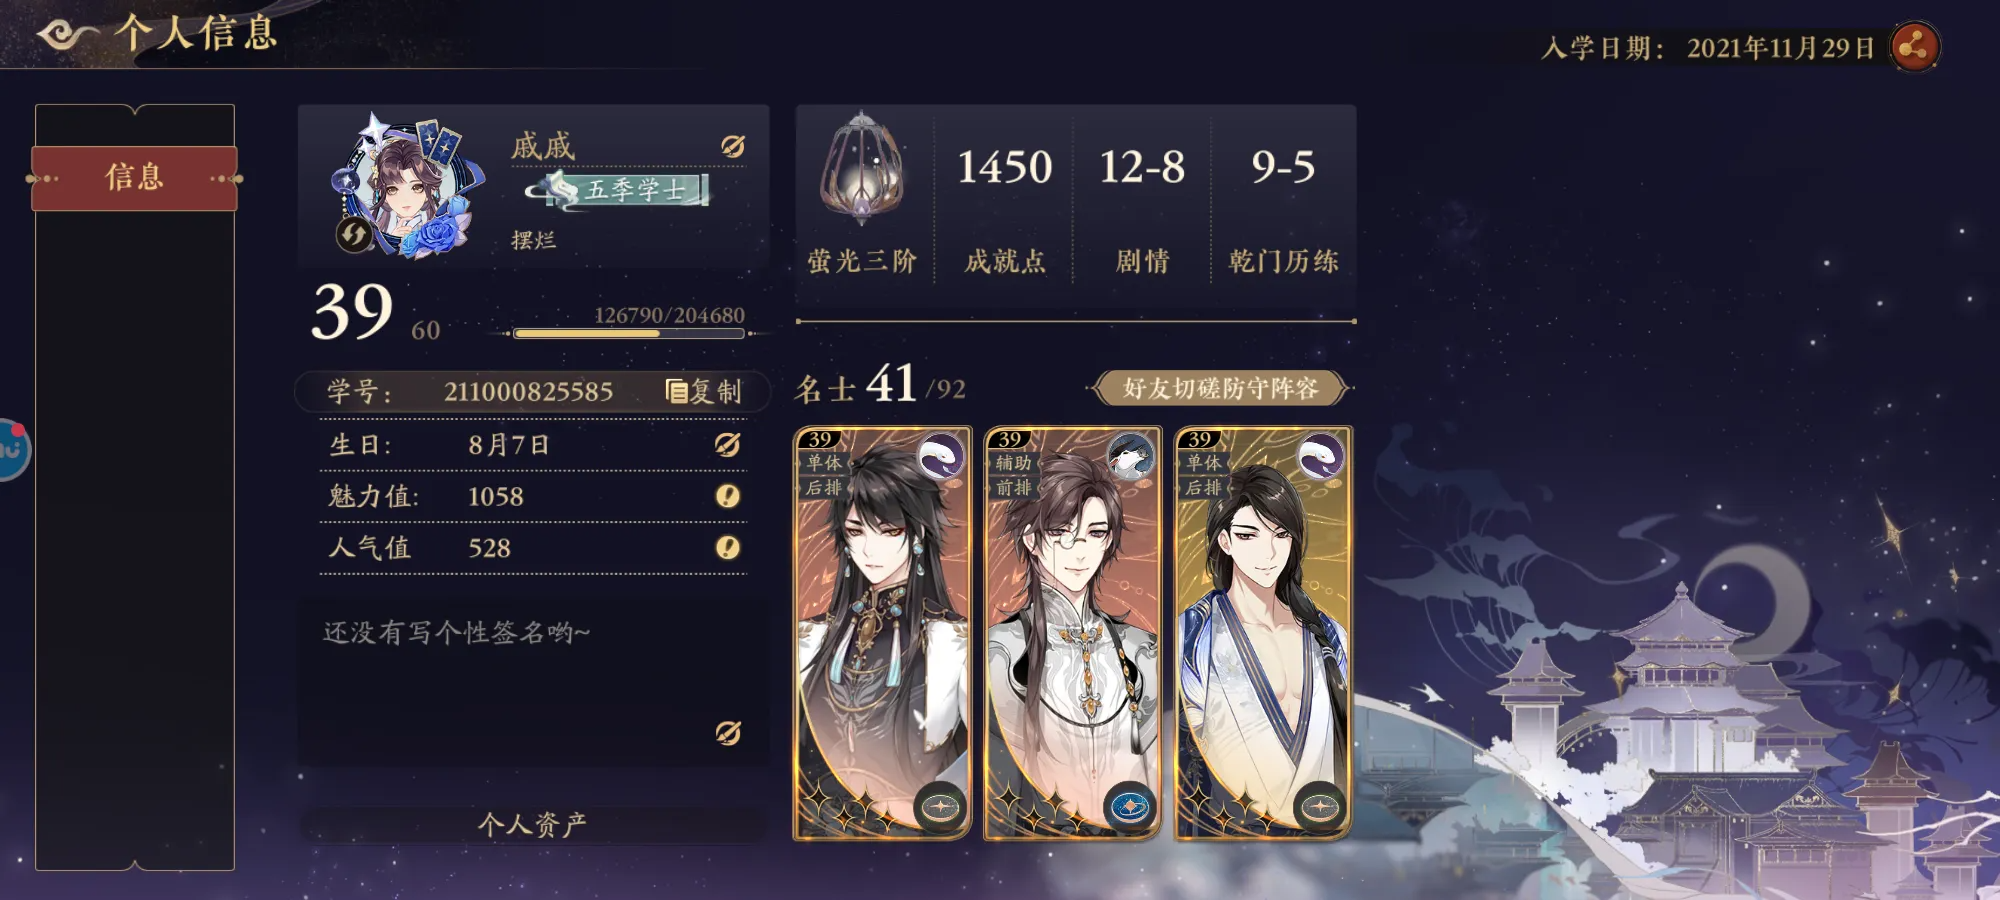 个人信息
入学日期： 2021年11月29日
信息
戚戚
五季学士
摆烂
39 60
126790/204680
学号： 211000825585 复制
生日: 8月7日
魅力值: 1058
人气值 528
还没有写个性签名哟~
个人资产
萤光三阶
1450
成就点
12-8
剧情
9-5
乾门历练
名士 41/92
好友切磋防守阵容
39
单体
后排
39
辅助
前排
39
单体
后排